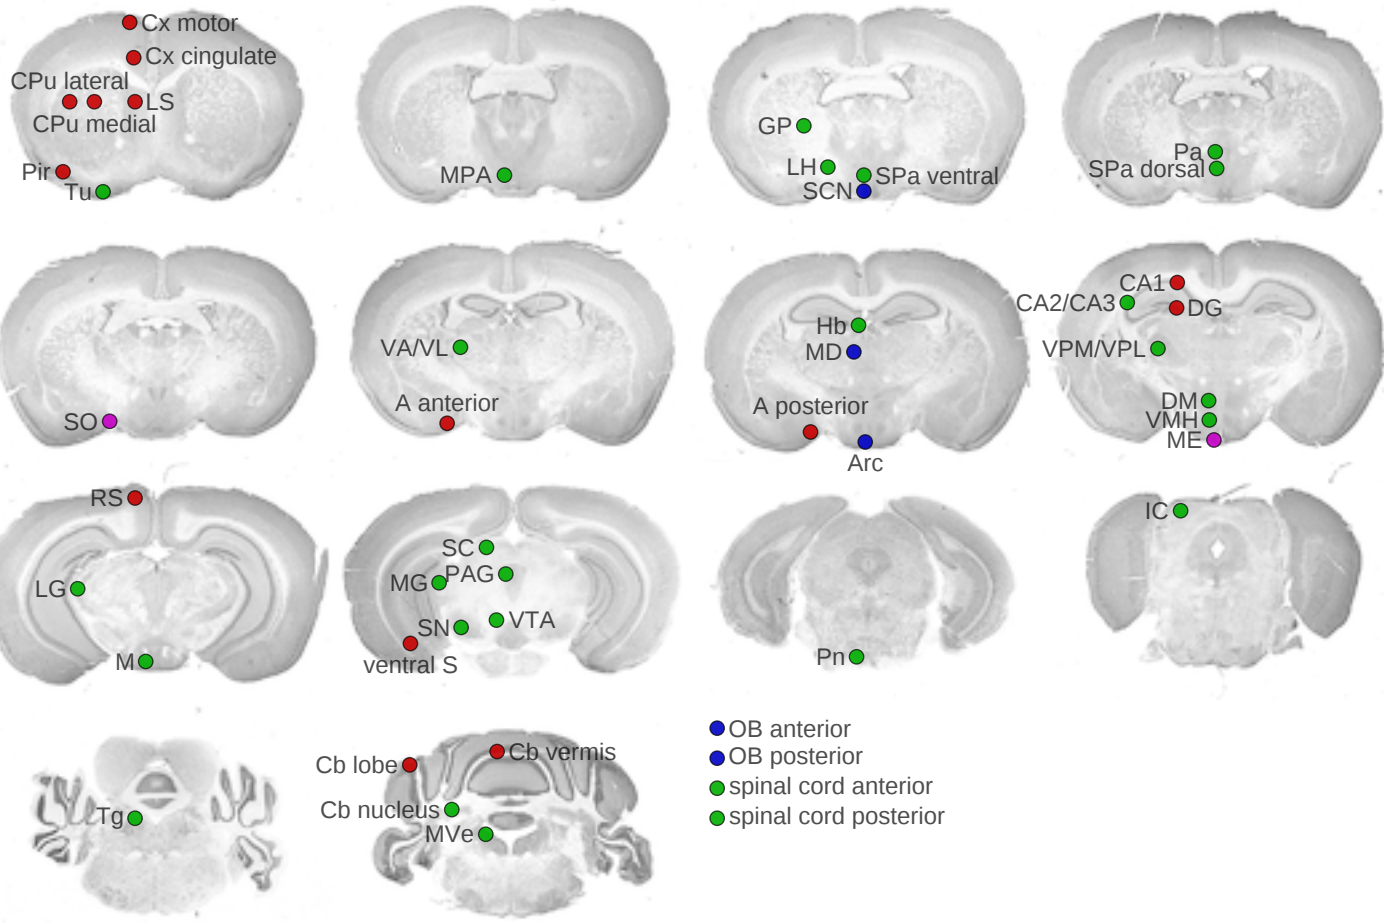 Cx motor
Cx cingulate
CPu lateral
LS
CPu medial
Pir
Tu
MPA
GP
LH
SPa ventral
SCN
Pa
SPa dorsal
SO
VA/VL
A anterior
Hb
MD
A posterior
Arc
CA1
CA2/CA3
DG
VPM/VPL
DM
VMH
ME
RS
LG
M
SC
MG
PAG
SN
VTA
ventral S
Pn
IC
Tg
Cb lobe
Cb vermis
Cb nucleus
MVe
OB anterior
OB posterior
spinal cord anterior
spinal cord posterior